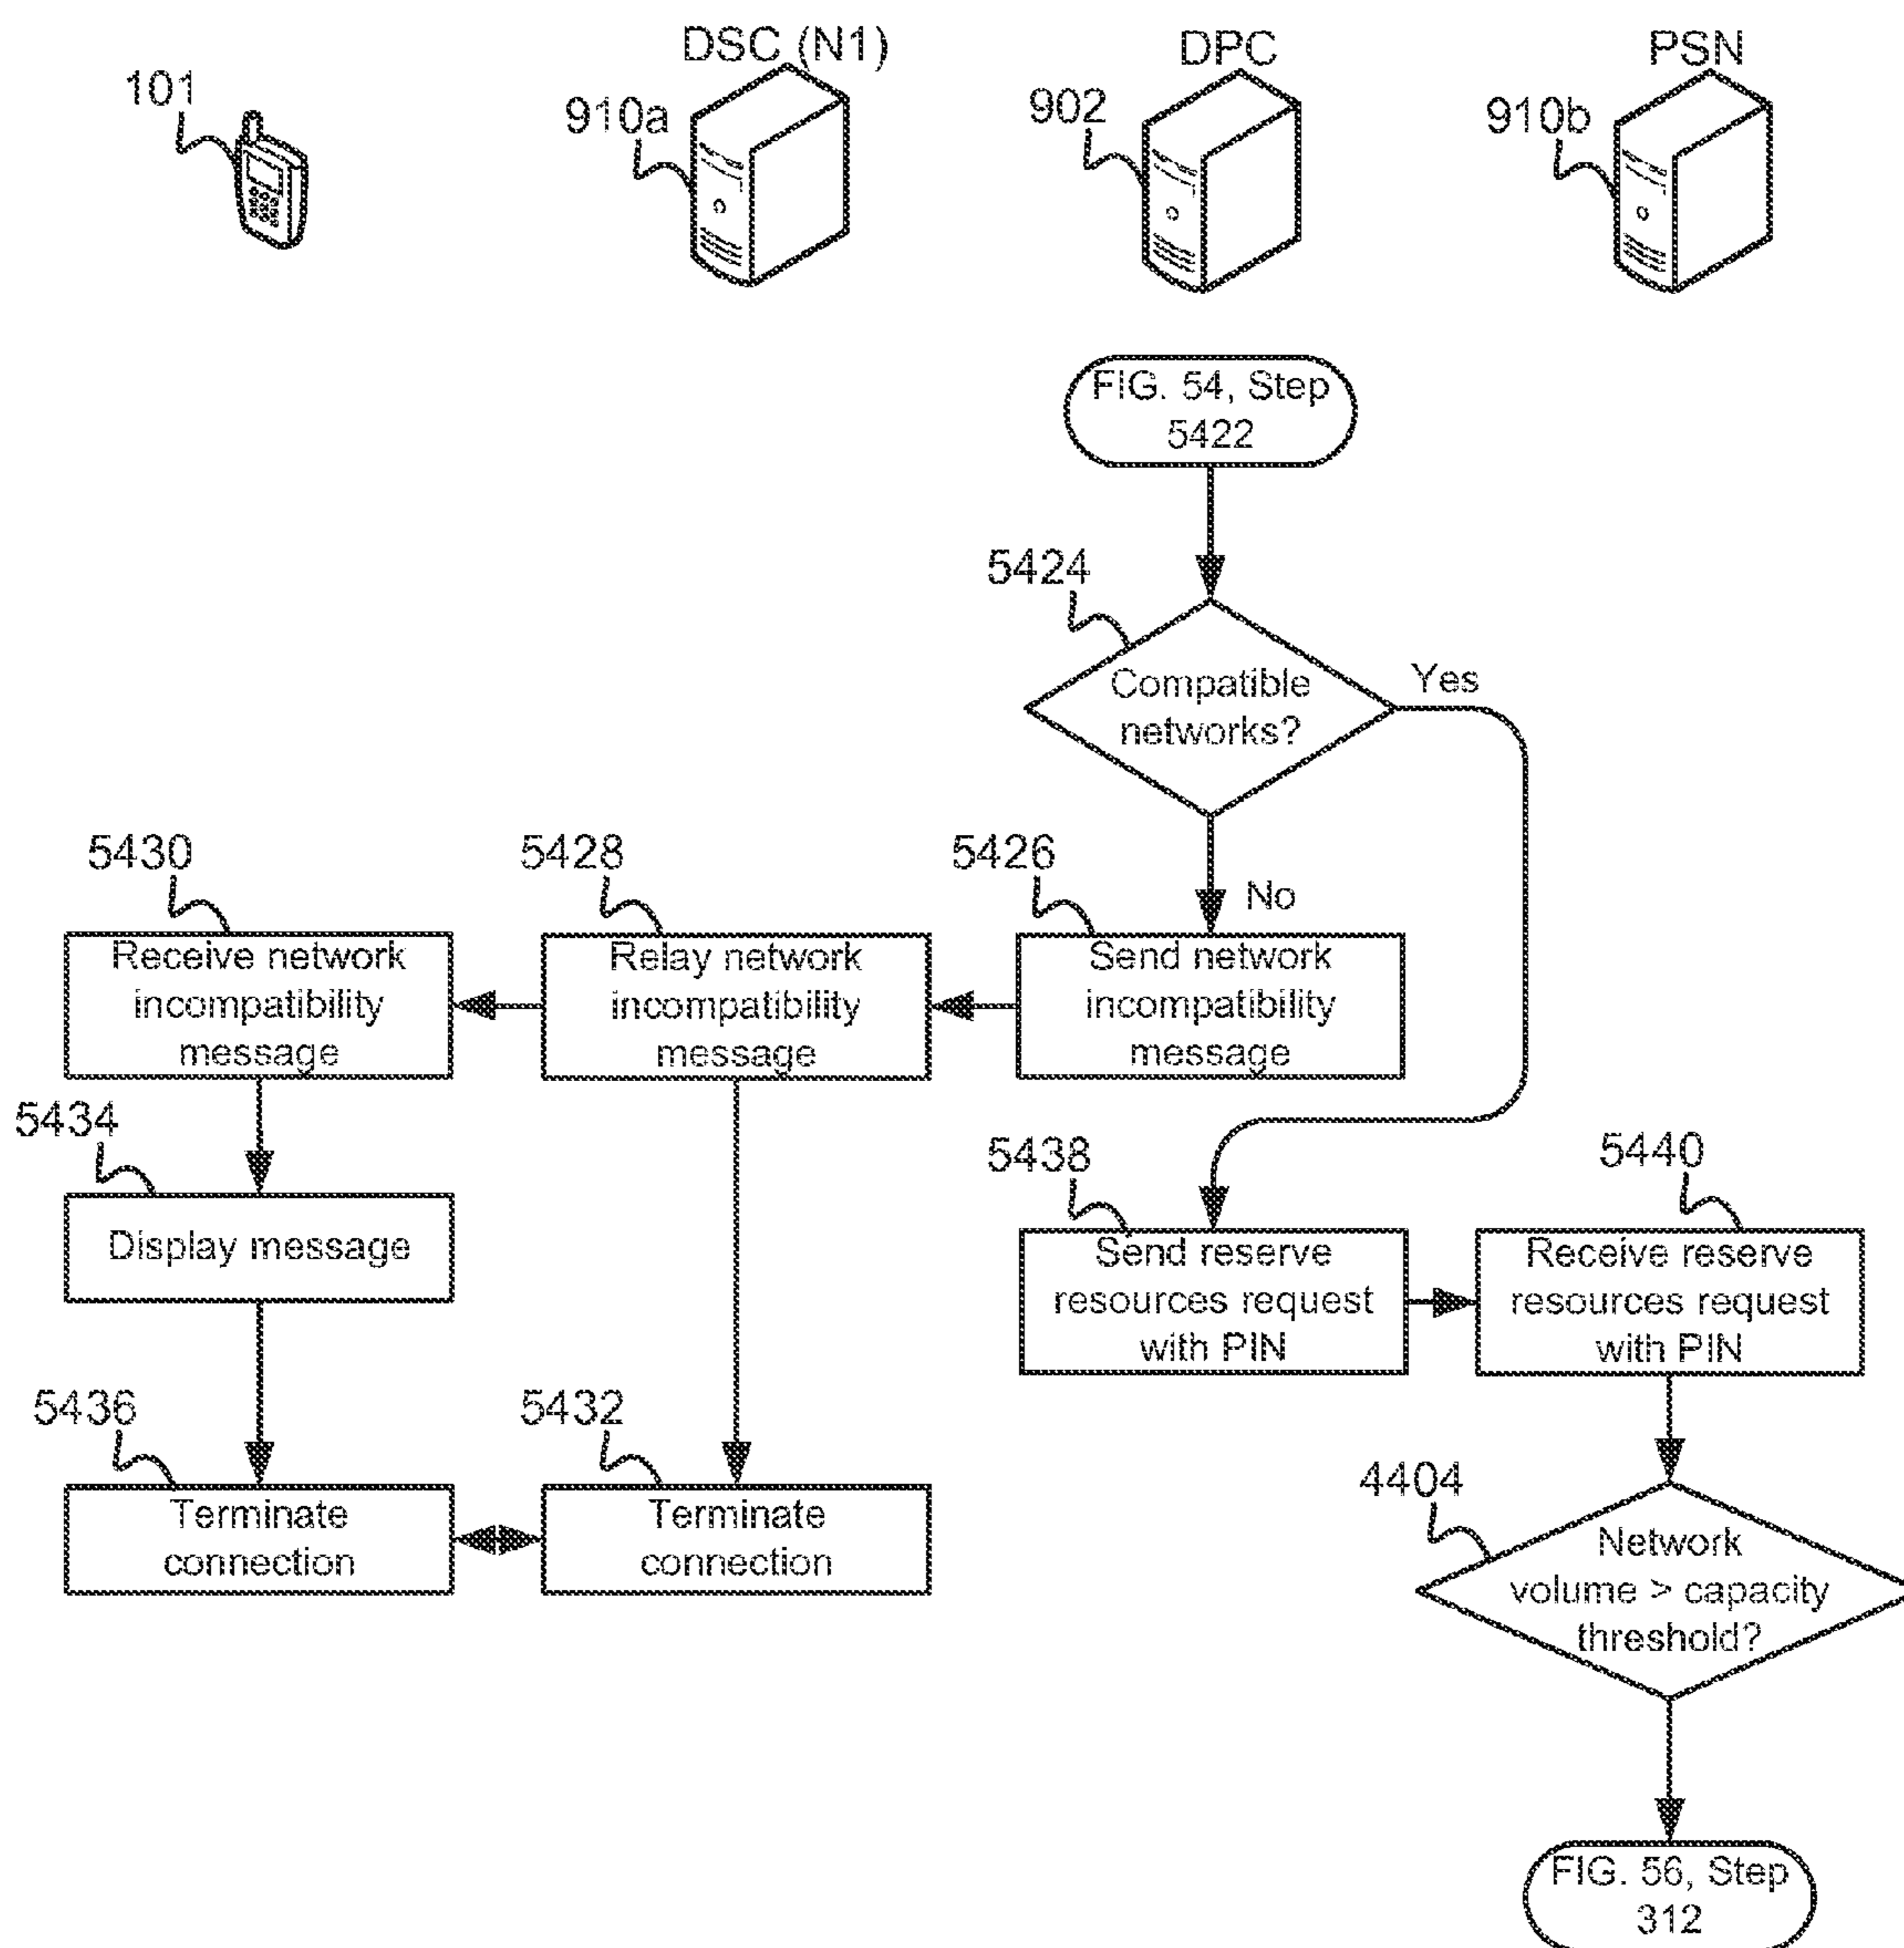 DSC (N1)
DPC
PSN
101
910a
902
910b
FIG. 54, Step
5422
5424
Compatible
networks?
Yes
No
5430
5428
5426
Receive network
incompatibility
message
Relay network
incompatibility
message
Send network
incompatibility
message
5434
Display message
5438
Send reserve
resources request
with PIN
5440
Receive reserve
resources request
with PIN
5436
Terminate
connection
5432
Terminate
connection
4404
Network
volume > capacity
threshold?
FIG. 56, Step
312